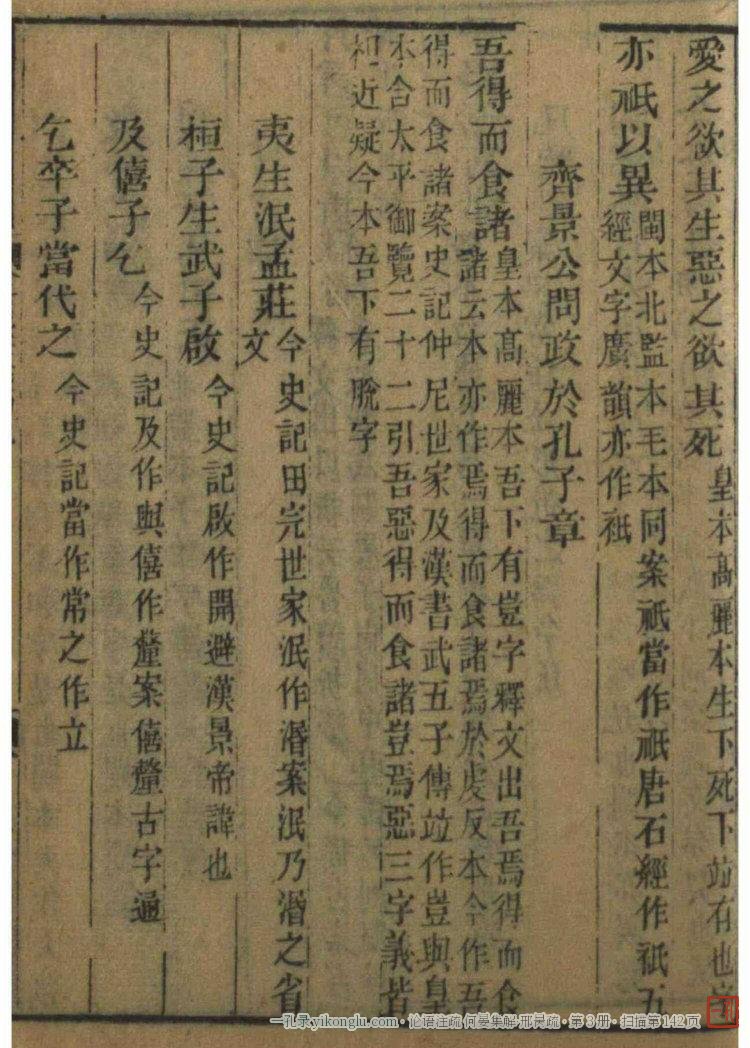 愛之欲其生惡之欲其死皇本高麗本生下死下竝有也字
亦祇以異閩本北監本毛本同案祇當作衹唐石經作衹五
經文字廣韻亦作衹
齊景公問政於孔子章
吾得而食諸皇本高麗本吾下有豈字釋文出吾焉得而食
諸云本亦作焉得而食諸焉於虔反本今作吾
得而食諸案史記仲尼世家及漢書武五子傳竝作豈與皇
本合太平御覽二十二引吾惡得而食諸豈焉惡三字義皆
相近疑今本吾下有脫字
夷生泯孟莊今史記田完世家泯作湣案泯乃湣之省
文
桓子生武子啟今史記啟作開避漢景帝諱也
及僖子乞今史記及作與僖作釐案僖釐古字通
乞卒子當代之今史記當作常之作立
一孔录yikonglu.com·伦语注疏 何晏集解 邢昺疏·第3册·扫描第142页